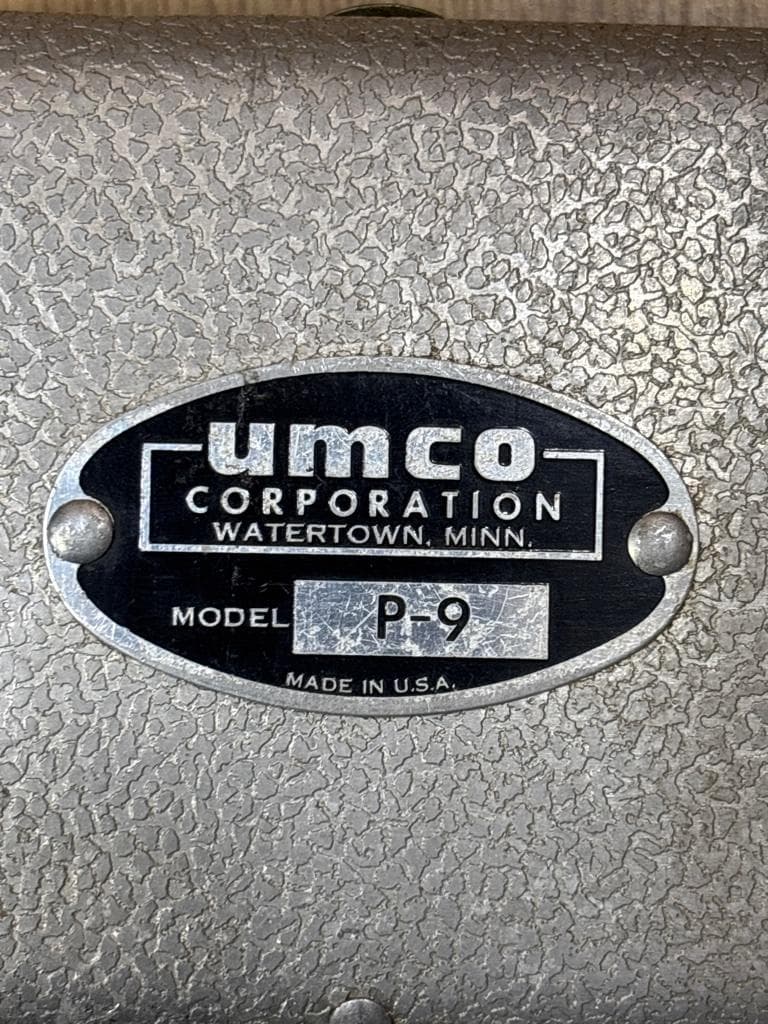 umco
CORPORATION
WATERTOWN, MINN.
MODEL P-9
MADE IN U.S.A.